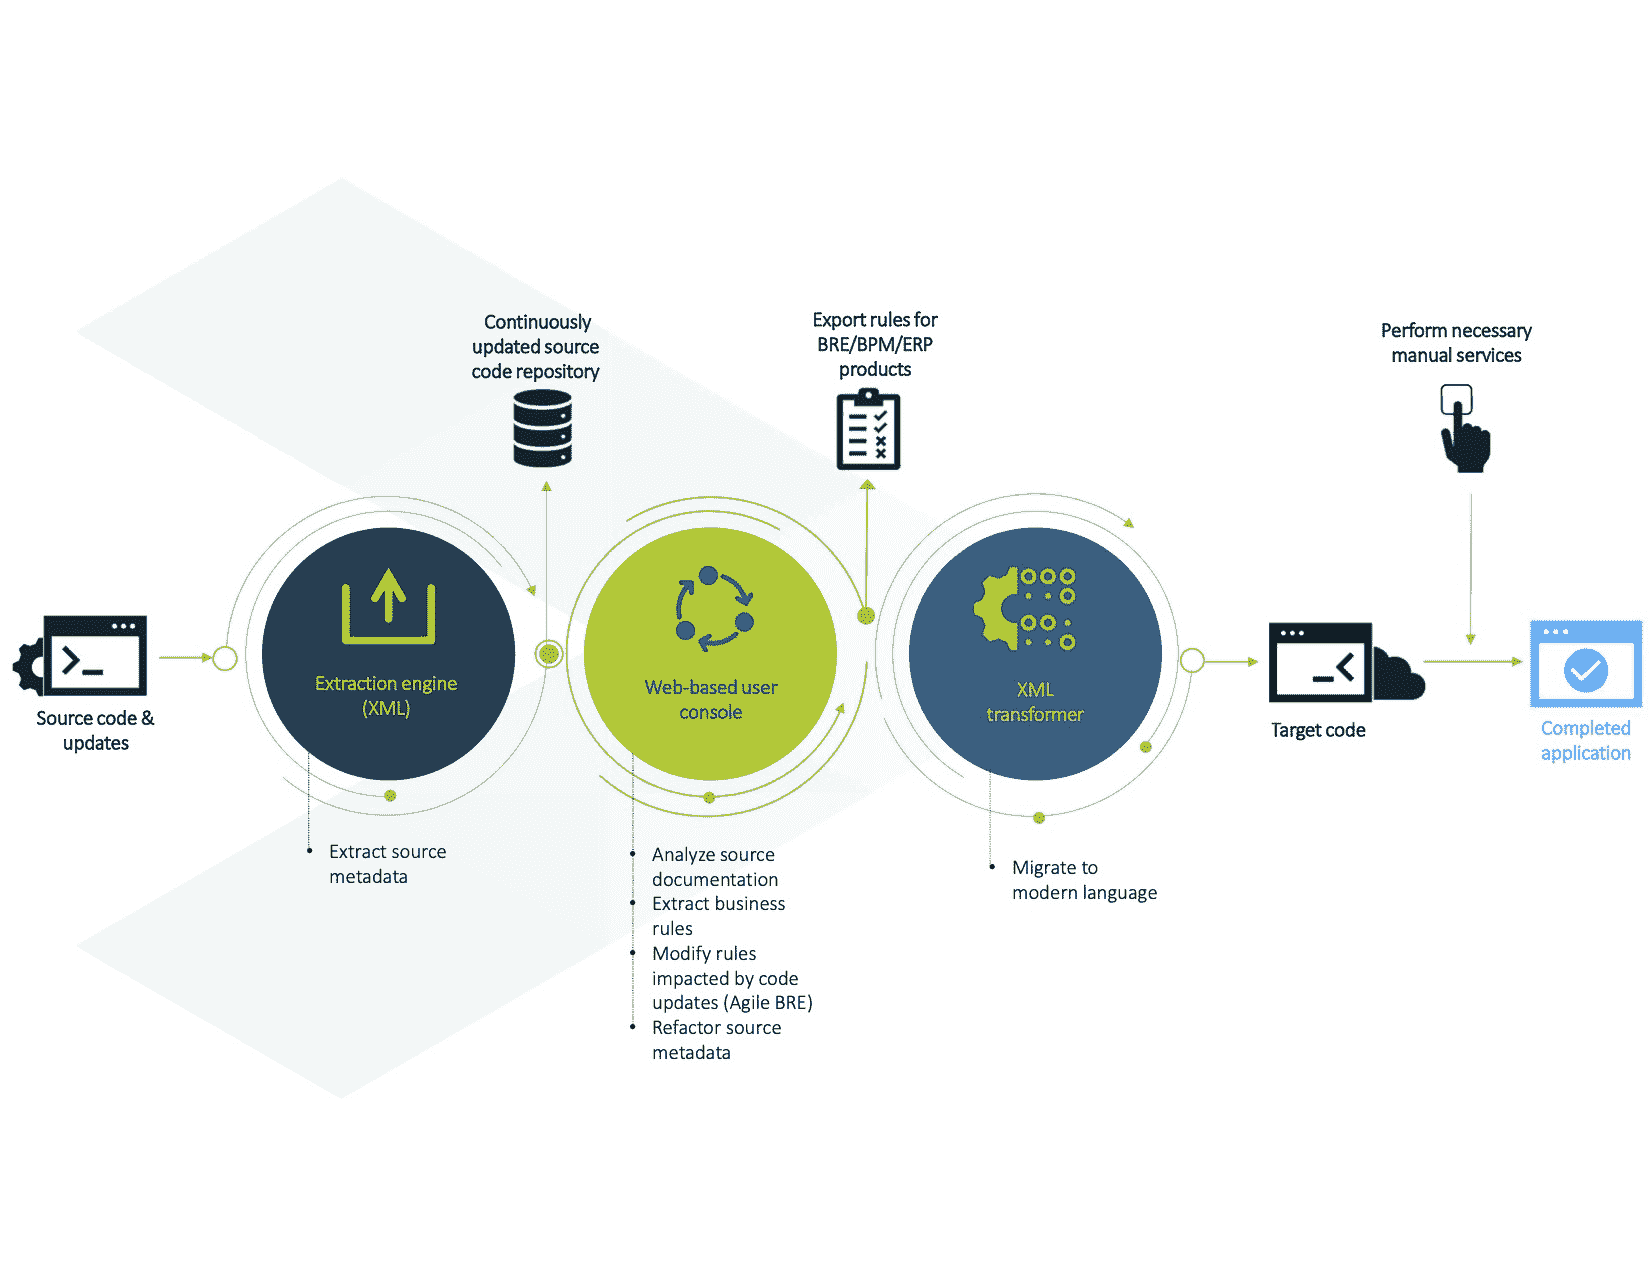 Continuously
updated source
code repository
Export rules for
BRE/BPM/ERP
products
Perform necessary
manual services
Source code &
updates
Extraction engine
(XML)
Web-based user
console
XML
transformer
Target code
Completed
application
• Extract source
metadata
• Analyze source
documentation
• Extract business
rules
• Modify rules
impacted by code
updates (Agile BRE)
• Refactor source
metadata
• Migrate to
modern language